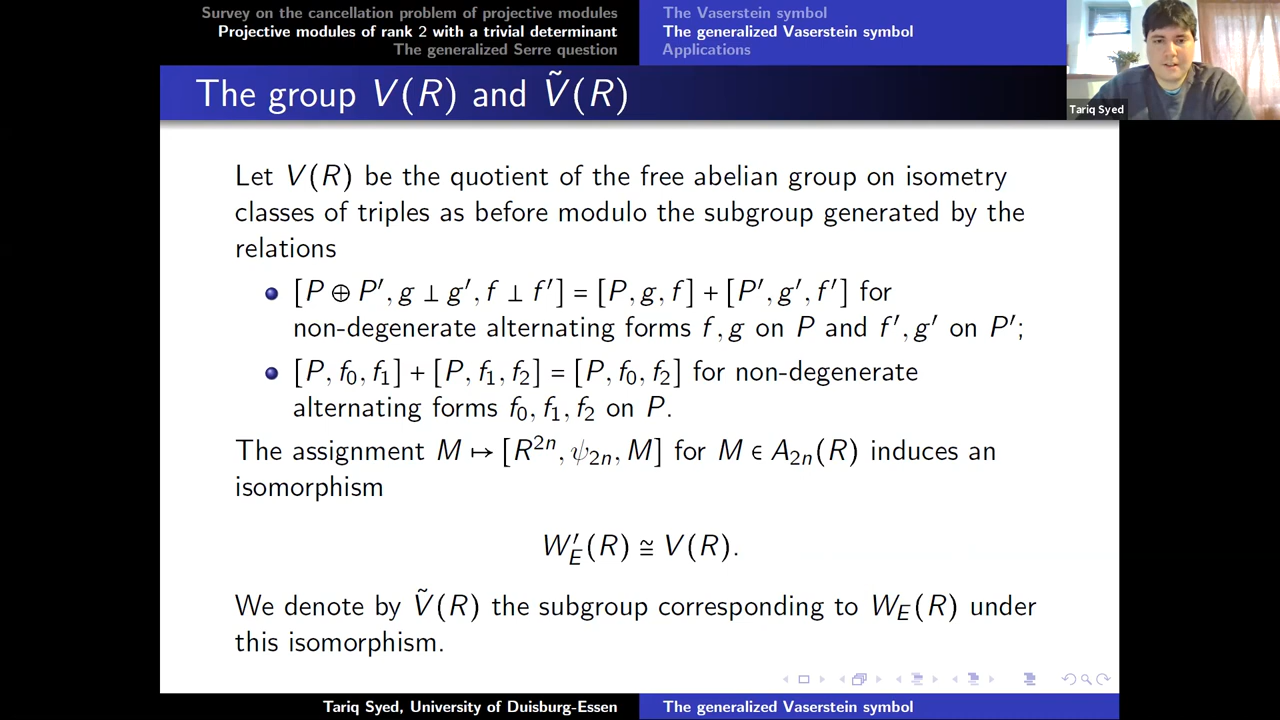 Survey on the cancellation problem of projective modules
Projective modules of rank 2 with a trivial determinant
The generalized Serre question
The Vaserstein symbol
The generalized Vaserstein symbol
Applications
Tariq Syed
The group V(R) and Ṽ(R)
Let V(R) be the quotient of the free abelian group on isometry
classes of triples as before modulo the subgroup generated by the
relations
[P ⊕ P′, g ⊥ g′, f ⊥ f′] = [P, g, f] + [P′, g′, f′] for
non-degenerate alternating forms f, g on P and f′, g′ on P′;
[P, f₀, f₁] + [P, f₁, f₂] = [P, f₀, f₂] for non-degenerate
alternating forms f₀, f₁, f₂ on P.
The assignment M ↦ [R²ⁿ, ψ₂ₙ, M] for M ∈ A₂ₙ(R) induces an
isomorphism
W′_E(R) ≅ V(R).
We denote by Ṽ(R) the subgroup corresponding to W_E(R) under
this isomorphism.
Tariq Syed, University of Duisburg-Essen
The generalized Vaserstein symbol